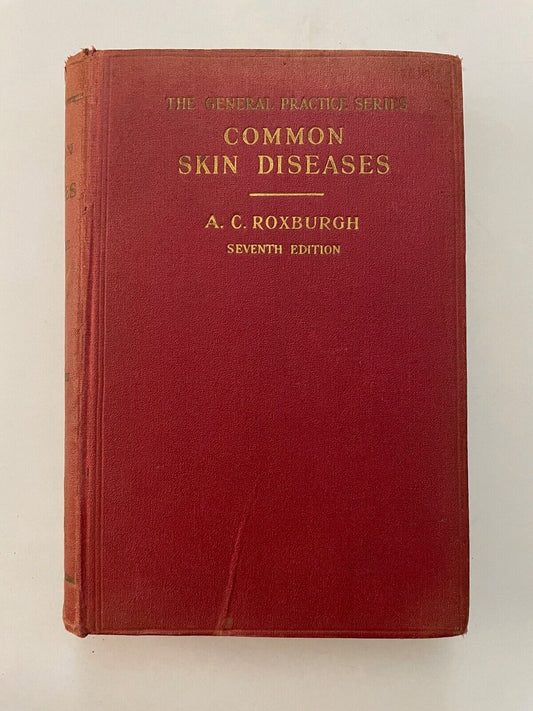 THE GENERAL PRACTICE SERIES
COMMON
SKIN DISEASES
A. C. ROXBURGH
SEVENTH EDITION